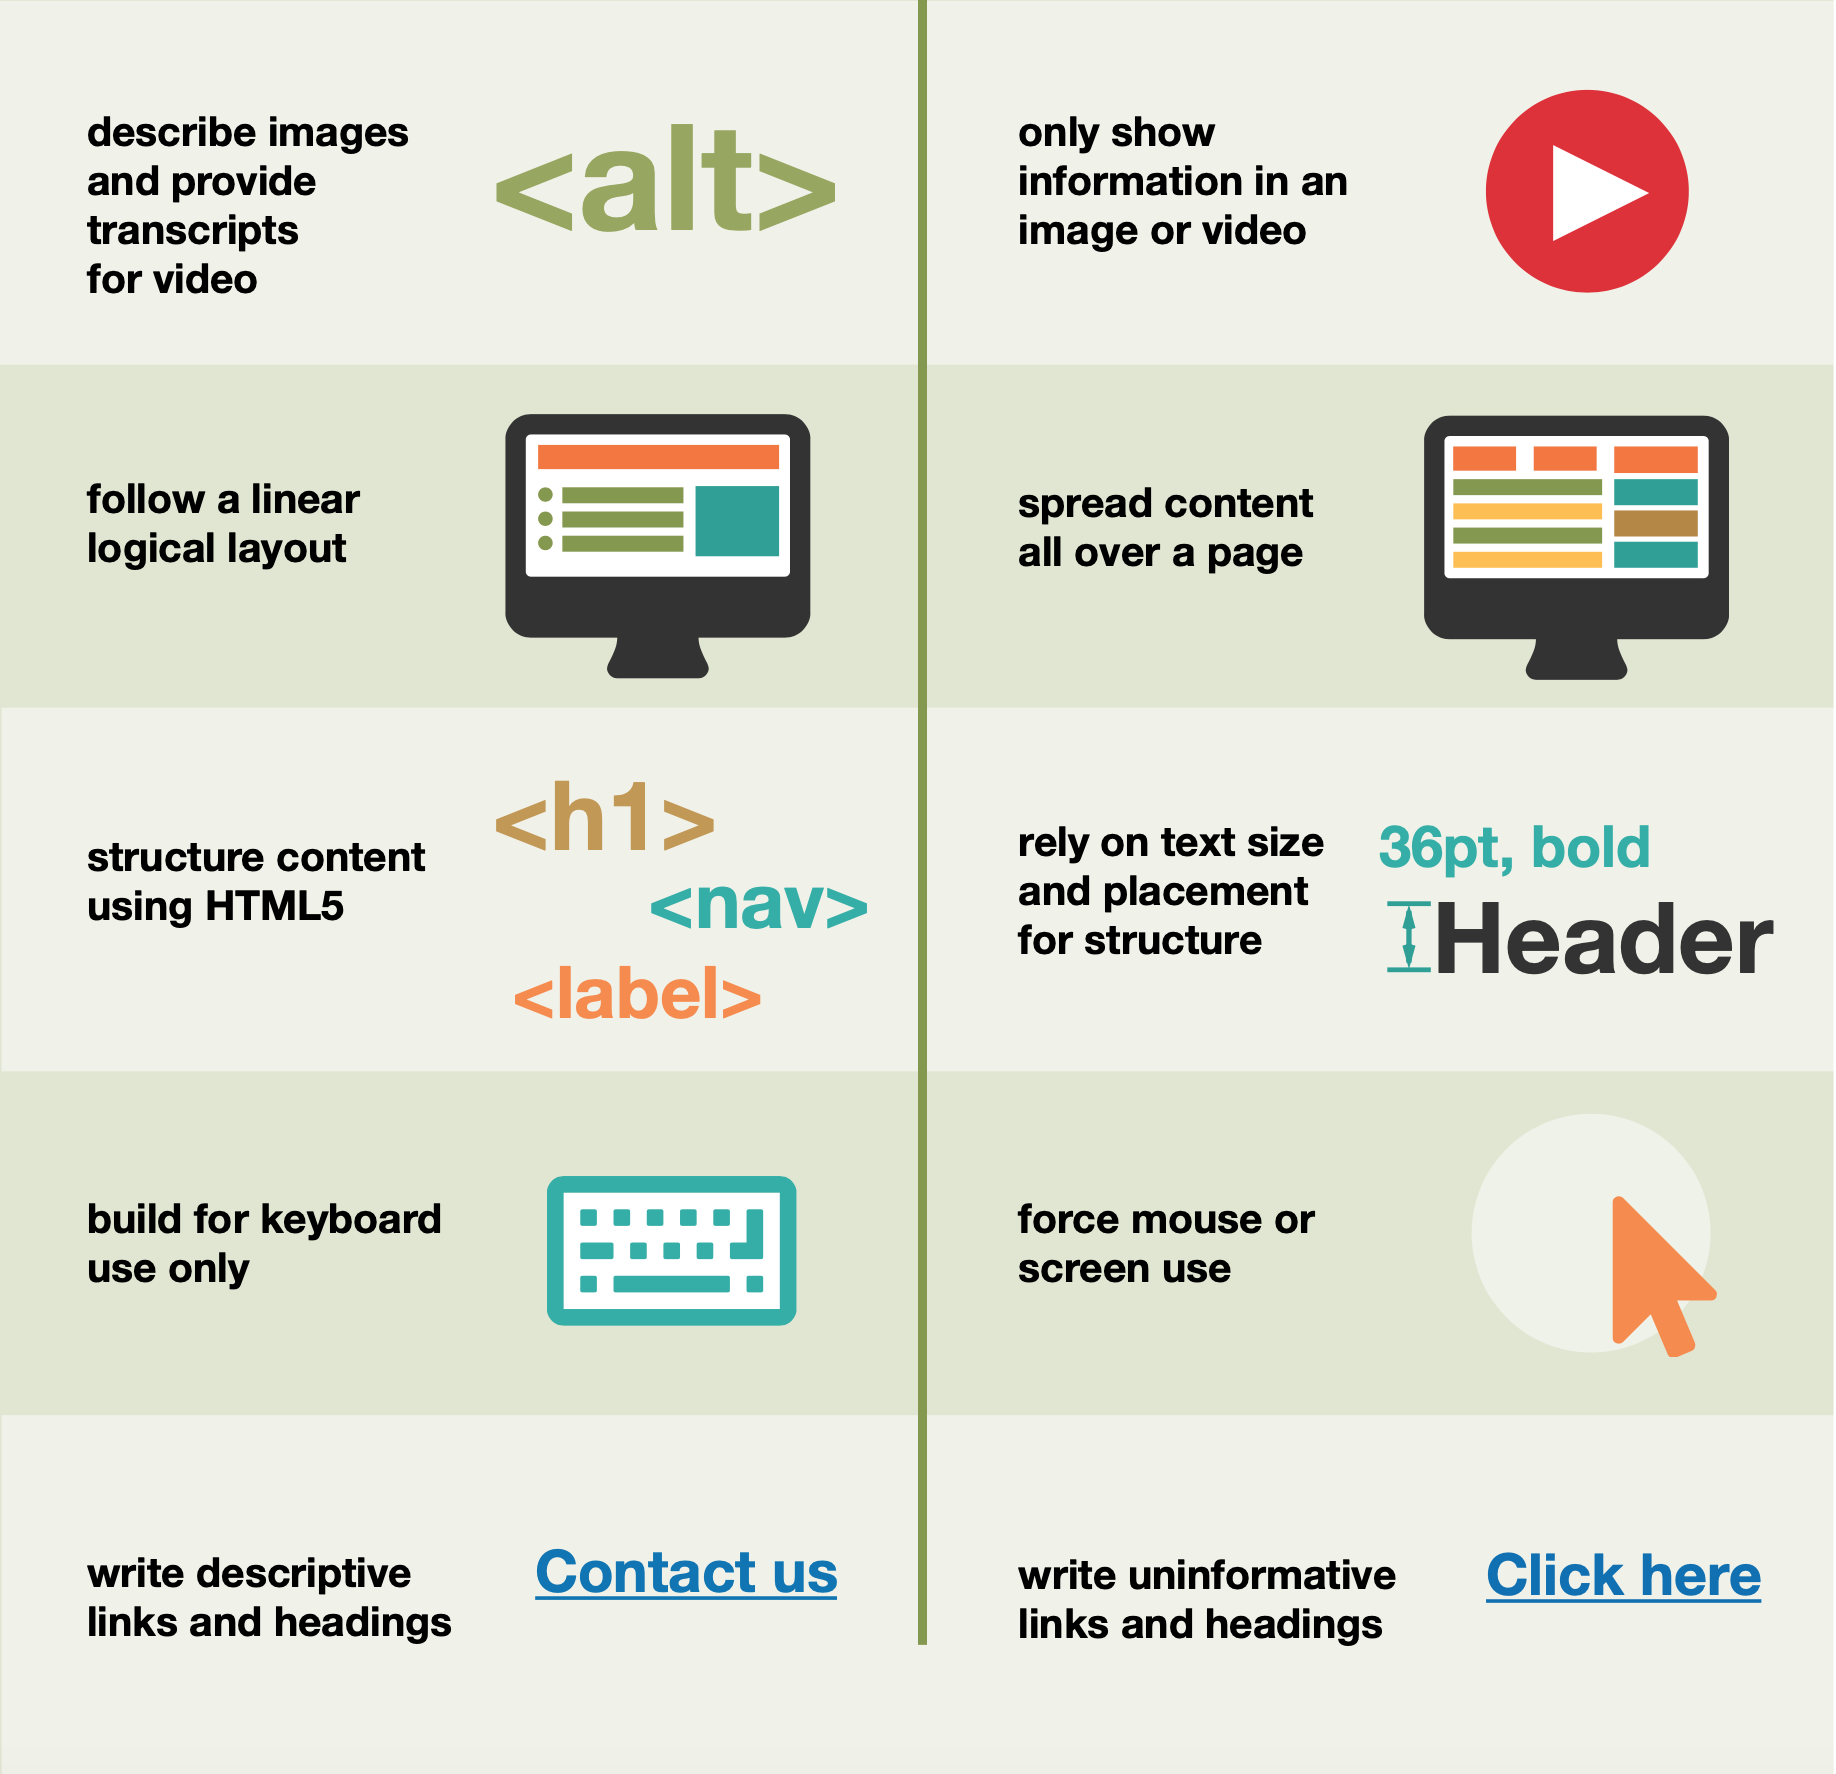 describe images
and provide
transcripts
for video
<alt>
only show
information in an
image or video
follow a linear
logical layout
spread content
all over a page
structure content
using HTML5
<h1>
<nav>
<label>
rely on text size
and placement
for structure
36pt, bold
Header
build for keyboard
use only
force mouse or
screen use
write descriptive
links and headings
Contact us
write uninformative
links and headings
Click here